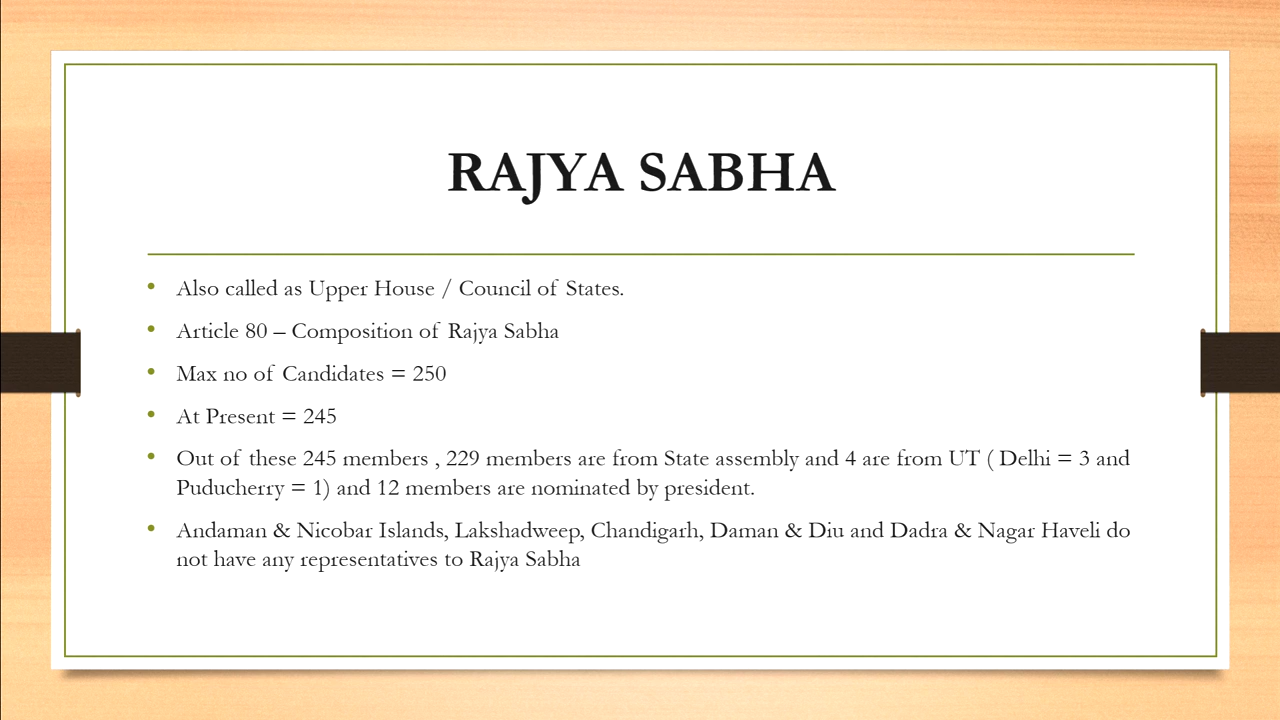 RAJYA SABHA
• Also called as Upper House / Council of States.
• Article 80 – Composition of Rajya Sabha
• Max no of Candidates = 250
• At Present = 245
• Out of these 245 members , 229 members are from State assembly and 4 are from UT ( Delhi = 3 and
Puducherry = 1) and 12 members are nominated by president.
• Andaman & Nicobar Islands, Lakshadweep, Chandigarh, Daman & Diu and Dadra & Nagar Haveli do
not have any representatives to Rajya Sabha